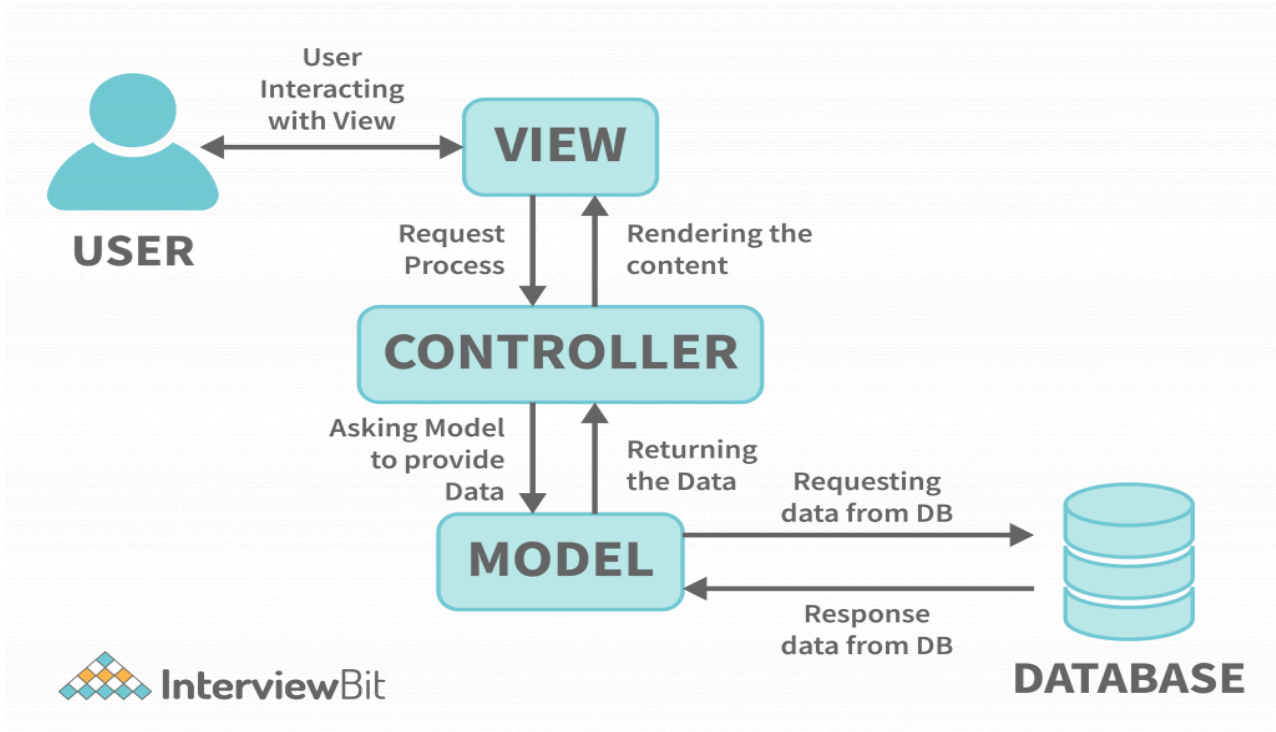 User
Interacting
with View
VIEW
USER
Request
Process
Rendering the
content
CONTROLLER
Asking Model
to provide
Data
Returning
the Data
Requesting
data from DB
MODEL
Response
data from DB
DATABASE
InterviewBit